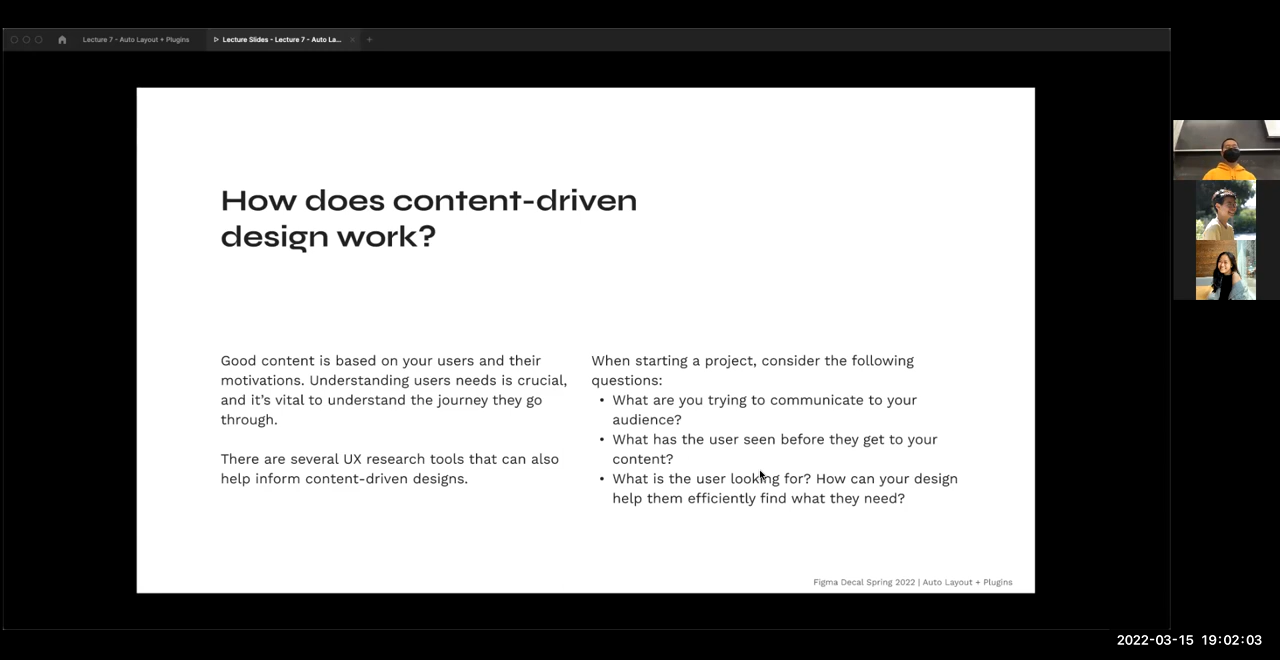 Lecture 7 - Auto Layout + Plugins
Lecture Slides - Lecture 7 - Auto La...
How does content-driven
design work?
Good content is based on your users and their
motivations. Understanding users needs is crucial,
and it's vital to understand the journey they go
through.
There are several UX research tools that can also
help inform content-driven designs.
When starting a project, consider the following
questions:
• What are you trying to communicate to your
audience?
• What has the user seen before they get to your
content?
• What is the user looking for? How can your design
help them efficiently find what they need?
Figma Decal Spring 2022 | Auto Layout + Plugins
2022-03-15 19:02:03